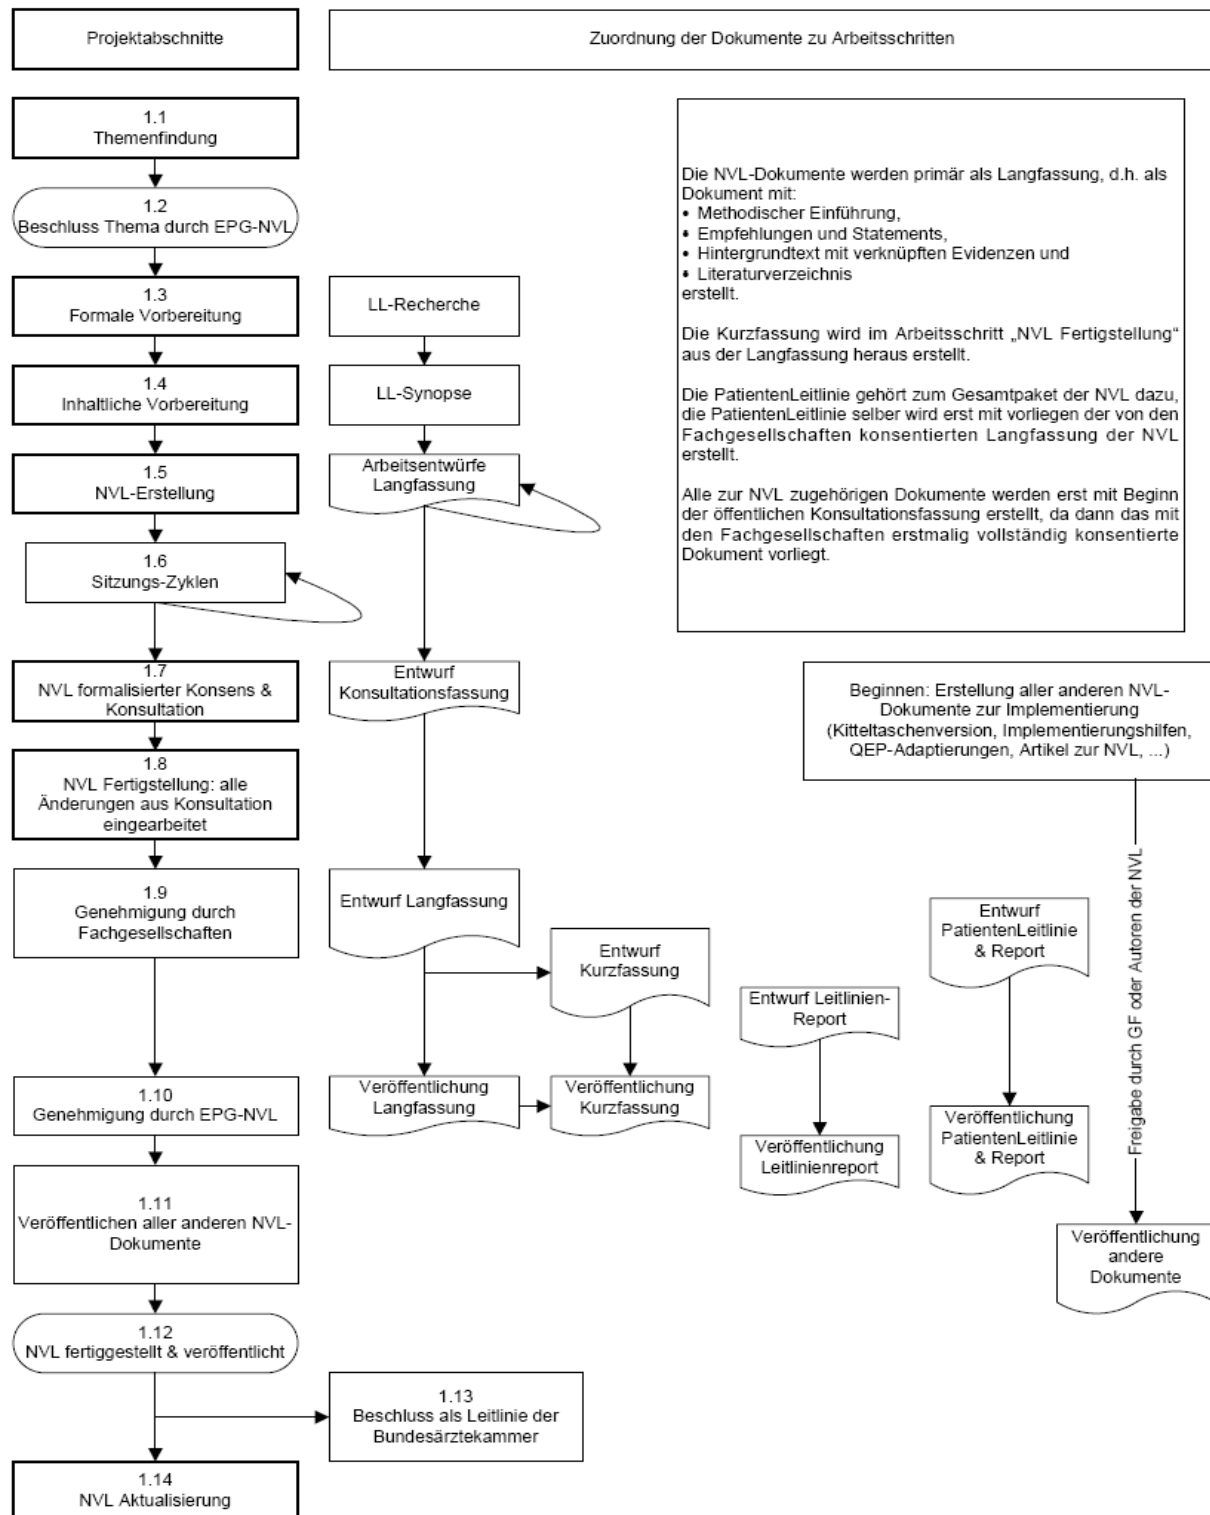 Projektabschnitte
Zuordnung der Dokumente zu Arbeitsschritten
1.1
Themenfindung
1.2
Beschluss Thema durch EPG-NVL
1.3
Formale Vorbereitung
1.4
Inhaltliche Vorbereitung
1.5
NVL-Erstellung
1.6
Sitzungs-Zyklen
1.7
NVL formalisierter Konsens &
Konsultation
1.8
NVL Fertigstellung: alle
Änderungen aus Konsultation
eingearbeitet
1.9
Genehmigung durch
Fachgesellschaften
1.10
Genehmigung durch EPG-NVL
1.11
Veröffentlichen aller anderen NVL-
Dokumente
1.12
NVL fertiggestellt & veröffentlicht
1.13
Beschluss als Leitlinie der
Bundesärztekammer
1.14
NVL Aktualisierung
LL-Recherche
LL-Synopse
Arbeitsentwürfe
Langfassung
Entwurf
Konsultationsfassung
Entwurf Langfassung
Veröffentlichung
Langfassung
Entwurf
Kurzfassung
Veröffentlichung
Kurzfassung
Entwurf Leitlinien-
Report
Veröffentlichung
Leitlinienreport
Entwurf
PatientenLeitlinie
& Report
Veröffentlichung
PatientenLeitlinie
& Report
Die NVL-Dokumente werden primär als Langfassung, d.h. als
Dokument mit:
• Methodischer Einführung,
• Empfehlungen und Statements,
• Hintergrundtext mit verknüpften Evidenzen und
• Literaturverzeichnis
erstellt.
Die Kurzfassung wird im Arbeitsschritt „NVL Fertigstellung“
aus der Langfassung heraus erstellt.
Die PatientenLeitlinie gehört zum Gesamtpaket der NVL dazu,
die PatientenLeitlinie selber wird erst mit vorliegen der von den
Fachgesellschaften konsentierten Langfassung der NVL
erstellt.
Alle zur NVL zugehörigen Dokumente werden erst mit Beginn
der öffentlichen Konsultationsfassung erstellt, da dann das mit
den Fachgesellschaften erstmalig vollständig konsentierte
Dokument vorliegt.
Beginnen: Erstellung aller anderen NVL-
Dokumente zur Implementierung
(Kitteltaschenversion, Implementierungshilfen,
QEP-Adaptierungen, Artikel zur NVL, ...)
Freigabe durch GF oder Autoren der NVL
Veröffentlichung
andere
Dokumente